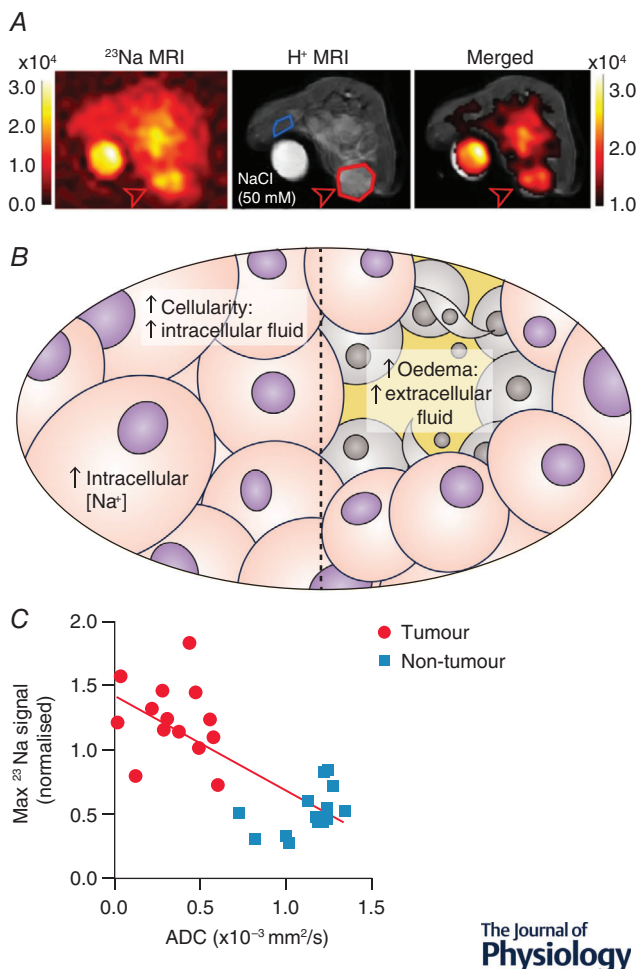 A
²³Na MRI
H⁺ MRI
Merged
x10⁴
x10⁴
3.0
2.0
1.0
0.0
NaCl
(50 mM)
3.0
2.0
1.0
B
↑ Cellularity:
↑ intracellular fluid
↑ Oedema:
↑ extracellular
fluid
↑ Intracellular
[Na⁺]
C
Tumour
Non-tumour
Max ²³Na signal
(normalised)
2.0
1.5
1.0
0.5
0.0
0.0 0.5 1.0 1.5
ADC (x10⁻³ mm²/s)
The Journal of
Physiology